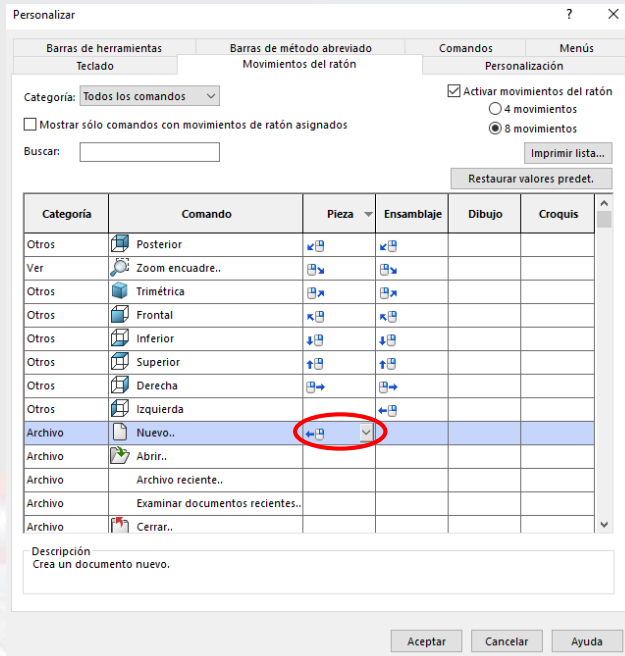 Personalizar ? ×
Barras de herramientas Barras de método abreviado Comandos Menús
Teclado Movimientos del ratón Personalización
Categoría: Todos los comandos
Activar movimientos del ratón
4 movimientos
Mostrar sólo comandos con movimientos de ratón asignados
8 movimientos
Buscar:
Imprimir lista...
Restaurar valores predet.
Categoría Comando Pieza Ensamblaje Dibujo Croquis
Otros Posterior
Ver Zoom encuadre..
Otros Trimétrica
Otros Frontal
Otros Inferior
Otros Superior
Otros Derecha
Otros Izquierda
Archivo Nuevo..
Archivo Abrir..
Archivo Archivo reciente..
Archivo Examinar documentos recientes..
Archivo Cerrar..
Descripción
Crea un documento nuevo.
Aceptar Cancelar Ayuda